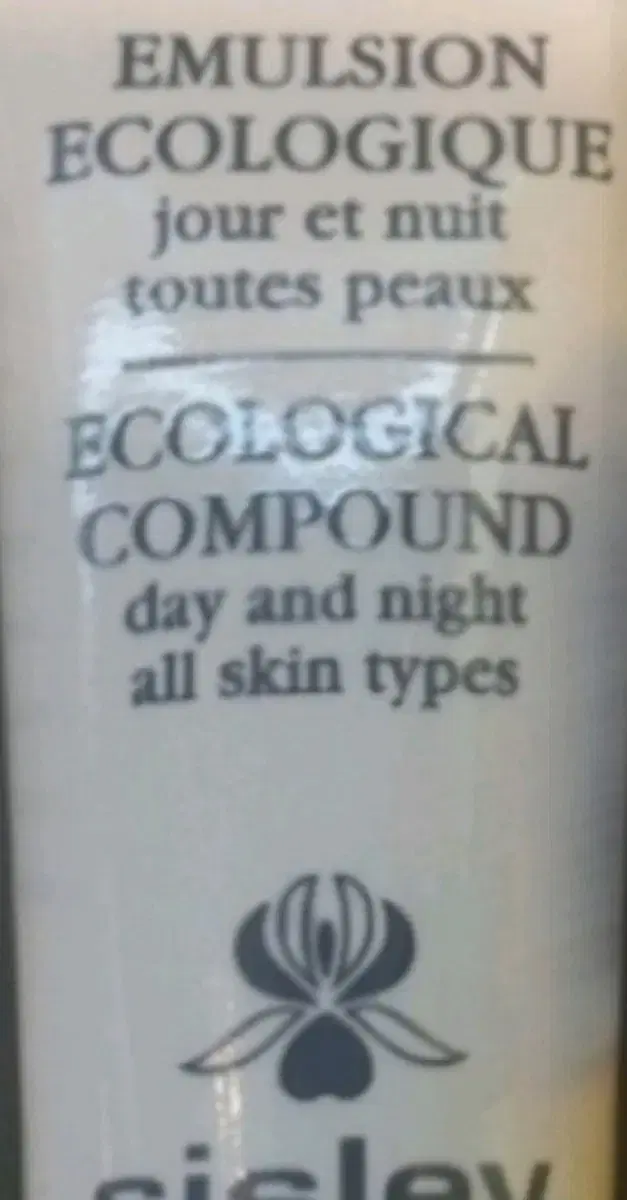 EMULSION
ECOLOGIQUE
jour et nuit
toutes peaux
ECOLOGICAL
COMPOUND
day and night
all skin types
sisley